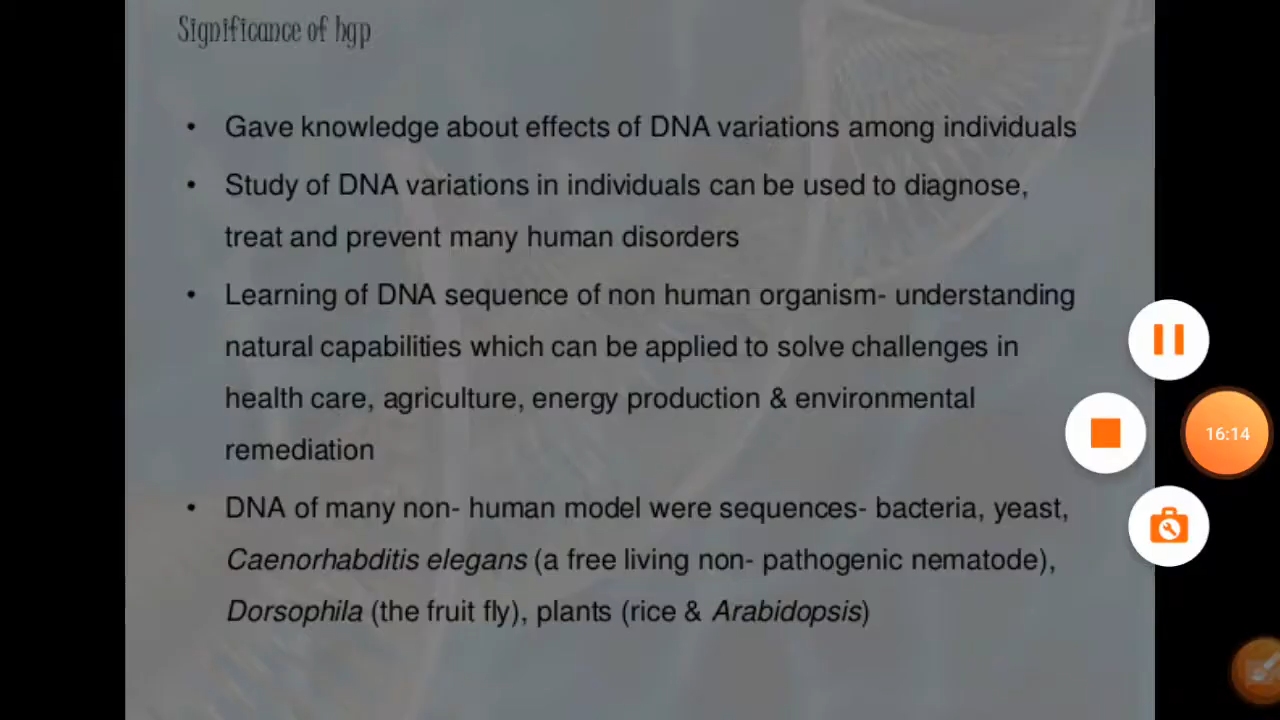 Significance of hgp
• Gave knowledge about effects of DNA variations among individuals
• Study of DNA variations in individuals can be used to diagnose,
treat and prevent many human disorders
• Learning of DNA sequence of non human organism- understanding
natural capabilities which can be applied to solve challenges in
health care, agriculture, energy production & environmental
remediation
• DNA of many non- human model were sequences- bacteria, yeast,
Caenorhabditis elegans (a free living non- pathogenic nematode),
Dorsophila (the fruit fly), plants (rice & Arabidopsis)
16:14